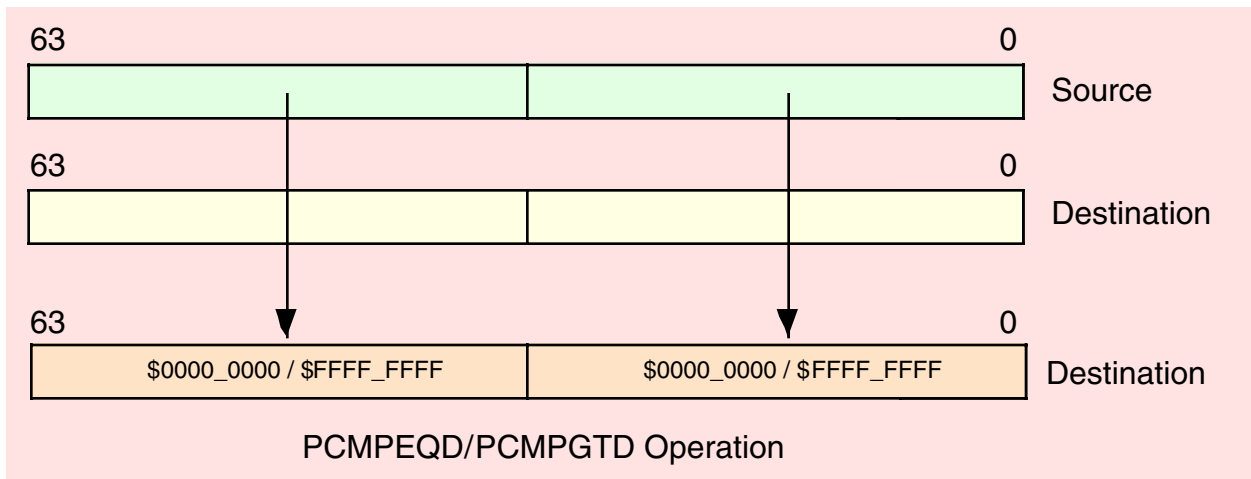 63 0
Source
63 0
Destination
63 0
$0000_0000 / $FFFF_FFFF $0000_0000 / $FFFF_FFFF Destination
PCMPEQD/PCMPGTD Operation